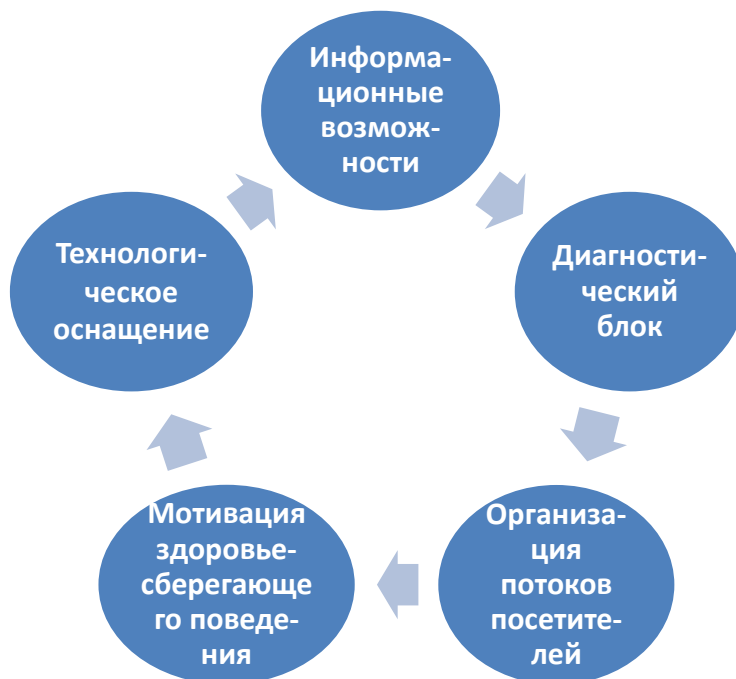 Информа-
ционные
возмож-
ности
Диагности-
ческий
блок
Организа-
ция
потоков
посетите-
лей
Мотивация
здоровье-
сберегающе
го поведе-
ния
Технологи-
ческое
оснащение